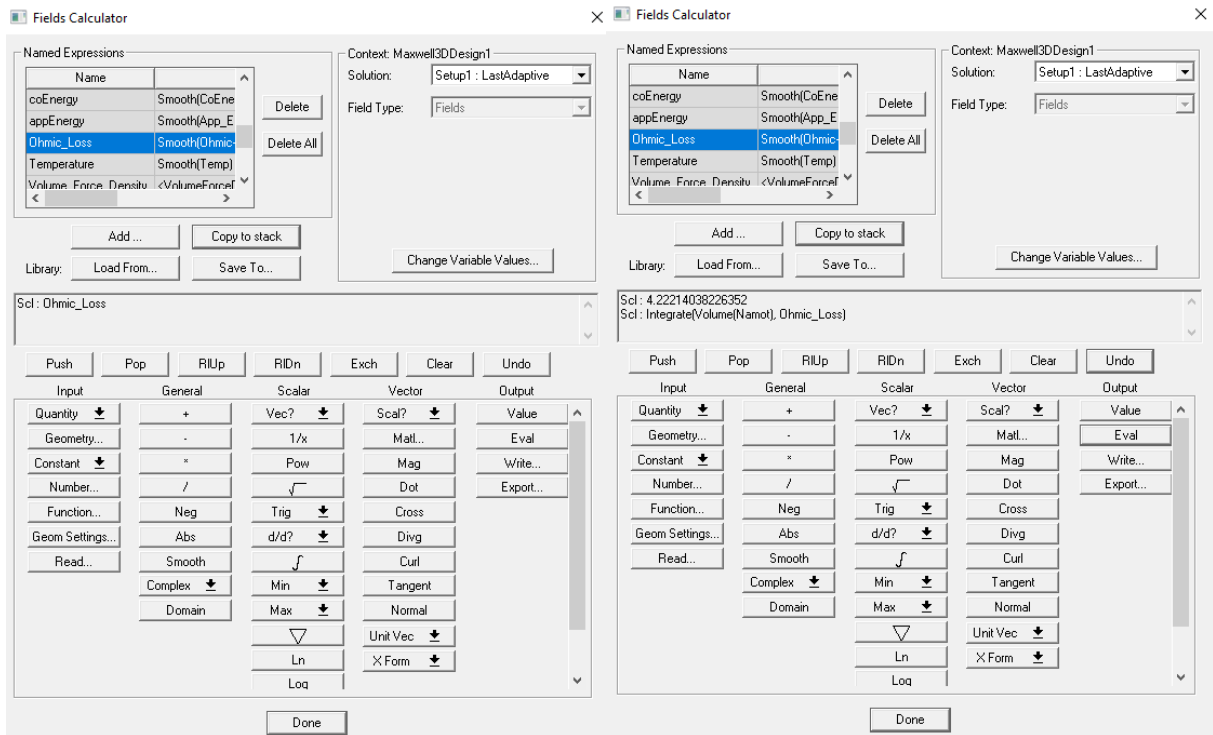 Fields Calculator
Named Expressions
Name
coEnergy Smooth(CoEne
appEnergy Smooth(App_E
Ohmic_Loss Smooth(Ohmic-
Temperature Smooth(Temp)
Volume_Force_Density <VolumeForceD
Delete
Delete All
Context: Maxwell3DDesign1
Solution: Setup1 : LastAdaptive
Field Type: Fields
Add ... Copy to stack
Library: Load From... Save To...
Change Variable Values...
Scl : Ohmic_Loss
Push Pop RlUp RlDn Exch Clear Undo
Input General Scalar Vector Output
Quantity + Vec? Scal? Value
Geometry... - 1/x Matl... Eval
Constant * Pow Mag Write...
Number... / √ Dot Export...
Function... Neg Trig Cross
Geom Settings... Abs d/d? Divg
Read... Smooth ∫ Curl
Complex Min Tangent
Domain Max Normal
▽ Unit Vec
Ln X Form
Log
Done
Fields Calculator
Named Expressions
Name
coEnergy Smooth(CoEne
appEnergy Smooth(App_E
Ohmic_Loss Smooth(Ohmic-
Temperature Smooth(Temp)
Volume_Force_Density <VolumeForceD
Delete
Delete All
Context: Maxwell3DDesign1
Solution: Setup1 : LastAdaptive
Field Type: Fields
Add ... Copy to stack
Library: Load From... Save To...
Change Variable Values...
Scl : 4.22214038226352
Scl : Integrate(Volume(Namot), Ohmic_Loss)
Push Pop RlUp RlDn Exch Clear Undo
Input General Scalar Vector Output
Quantity + Vec? Scal? Value
Geometry... - 1/x Matl... Eval
Constant * Pow Mag Write...
Number... / √ Dot Export...
Function... Neg Trig Cross
Geom Settings... Abs d/d? Divg
Read... Smooth ∫ Curl
Complex Min Tangent
Domain Max Normal
▽ Unit Vec
Ln X Form
Log
Done